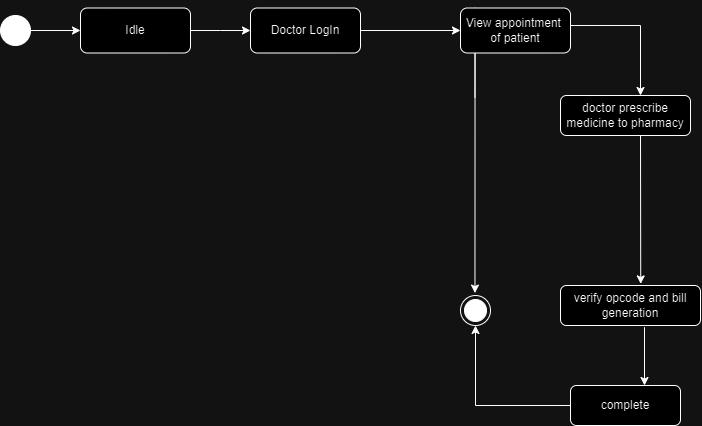 Idle
Doctor LogIn
View appointment
of patient
doctor prescribe
medicine to pharmacy
verify opcode and bill
generation
complete